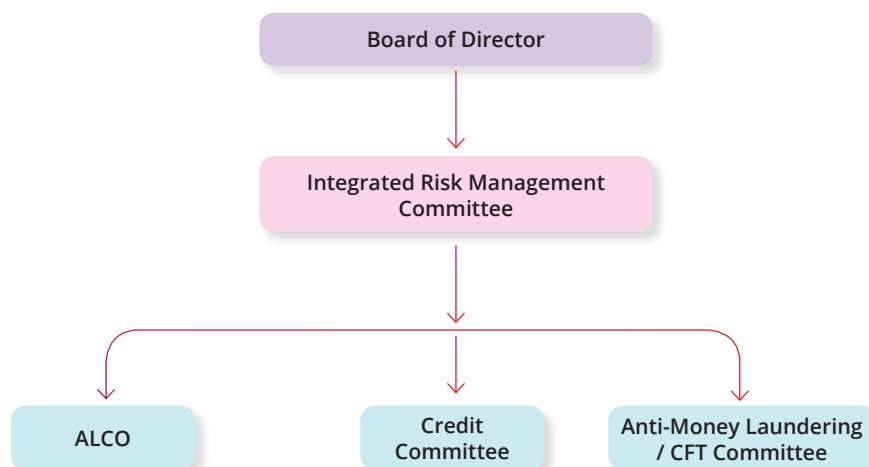 Board of Director
Integrated Risk Management
Committee
ALCO
Credit
Committee
Anti-Money Laundering
/ CFT Committee